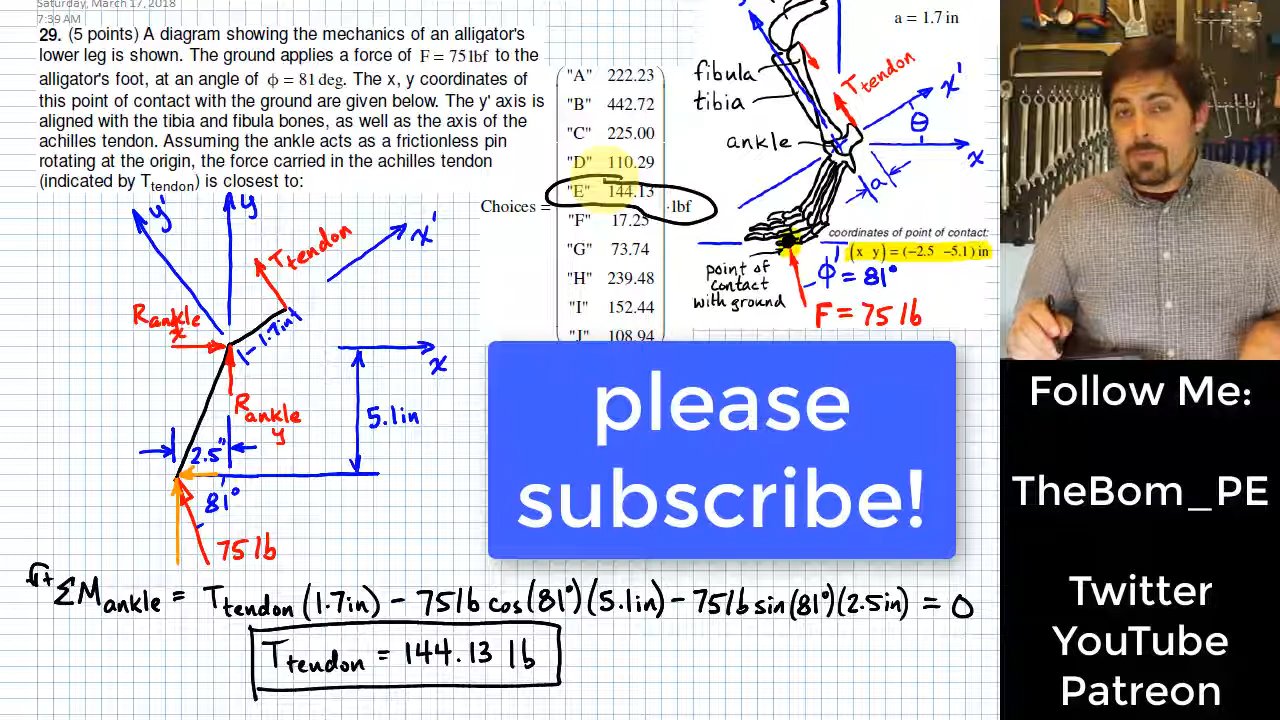 Saturday, March 17, 2018
7:39 AM
29. (5 points) A diagram showing the mechanics of an alligator's
lower leg is shown. The ground applies a force of F = 75 lbf to the
alligator's foot, at an angle of ϕ = 81 deg. The x, y coordinates of
this point of contact with the ground are given below. The y' axis is
aligned with the tibia and fibula bones, as well as the axis of the
achilles tendon. Assuming the ankle acts as a frictionless pin
rotating at the origin, the force carried in the achilles tendon
(indicated by Ttendon) is closest to:
Choices =
"A" 222.23
"B" 442.72
"C" 225.00
"D" 110.29
"E" 144.13
"F" 17.25
"G" 73.74
"H" 239.48
"I" 152.44
"J" 108.94
· lbf
a = 1.7 in
y
fibula
tibia
ankle
Ttendon
x'
θ
x
a
coordinates of point of contact:
(x y) = (−2.5 −5.1) in
point of
contact
with ground
ϕ = 81°
F = 75 lb
y'
y
x'
Ttendon
Rankle x
1.7in
x
Rankle y
5.1in
2.5"
81°
75 lb
+ ΣMankle = Ttendon (1.7in) − 75lb cos(81°)(5.1in) − 75lb sin(81°)(2.5in) = 0
Ttendon = 144.13 lb
please
subscribe!
Follow Me:
TheBom_PE
Twitter
YouTube
Patreon